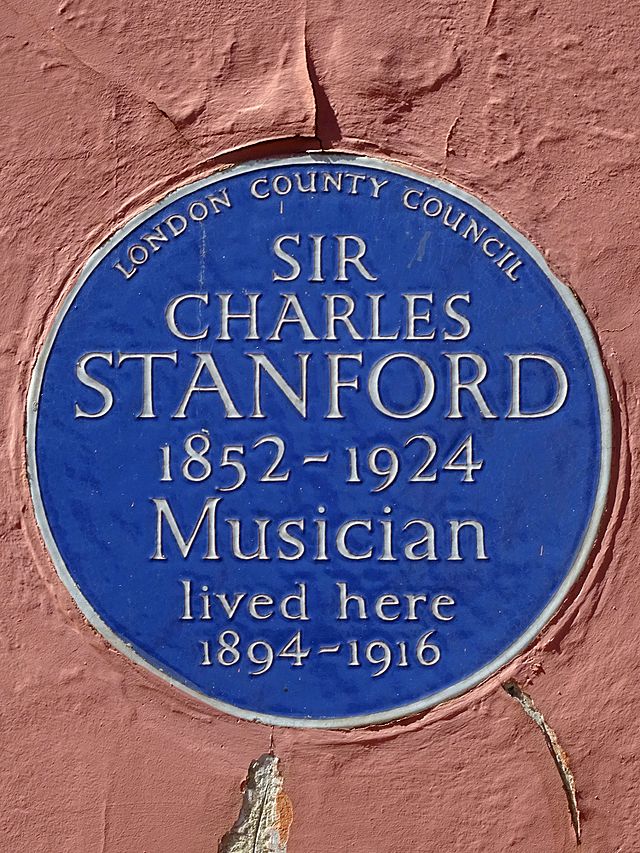 LONDON COUNTY COUNCIL
SIR
CHARLES
STANFORD
1852-1924
Musician
lived here
1894-1916